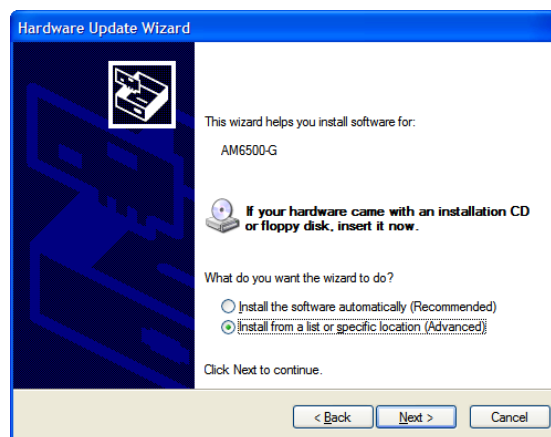 Hardware Update Wizard
This wizard helps you install software for:
AM6500-G
If your hardware came with an installation CD
or floppy disk, insert it now.
What do you want the wizard to do?
Install the software automatically (Recommended)
Install from a list or specific location (Advanced)
Click Next to continue.
< Back
Next >
Cancel